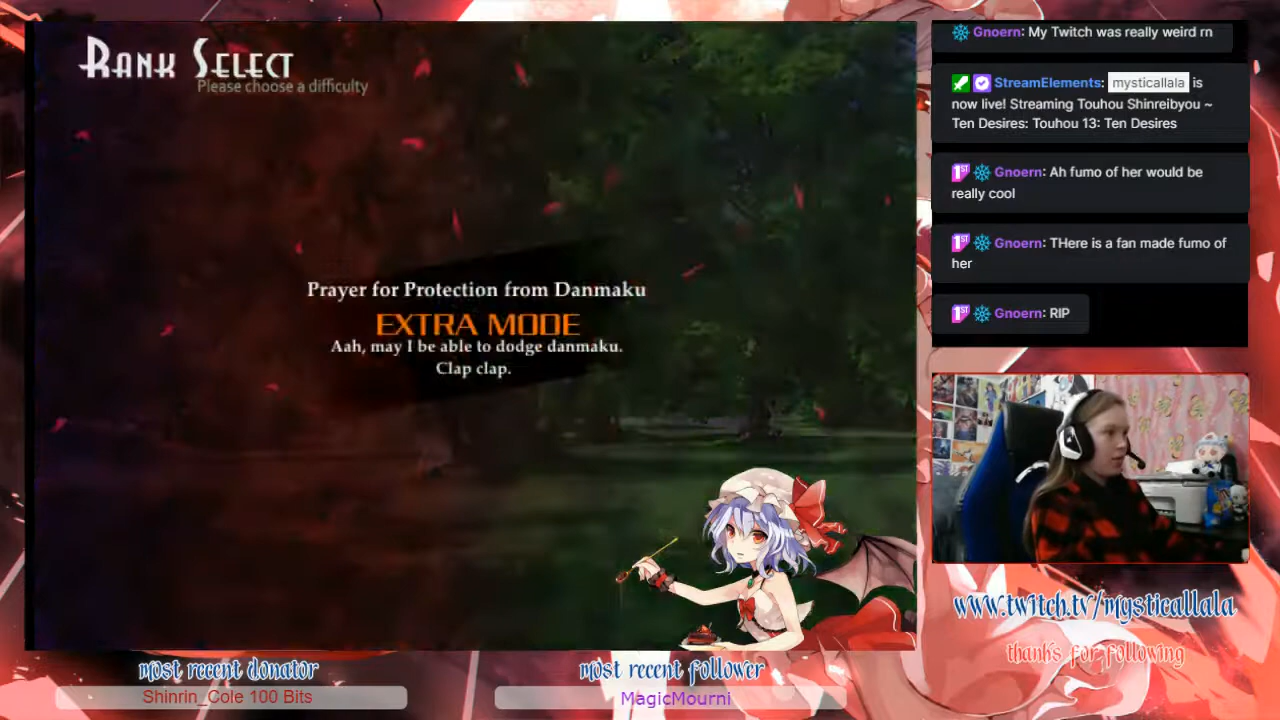 RANK SELECT
Please choose a difficulty
Prayer for Protection from Danmaku
EXTRA MODE
Aah, may I be able to dodge danmaku.
Clap clap.
Gnoern: My Twitch was really weird rn
StreamElements: mysticallala is
now live! Streaming Touhou Shinreibyou ~
Ten Desires: Touhou 13: Ten Desires
1ST Gnoern: Ah fumo of her would be
really cool
1ST Gnoern: THere is a fan made fumo of
her
1ST Gnoern: RIP
www.twitch.tv/mysticallala
thanks for following
most recent donator
Shinrin_Cole 100 Bits
most recent follower
MagicMourni